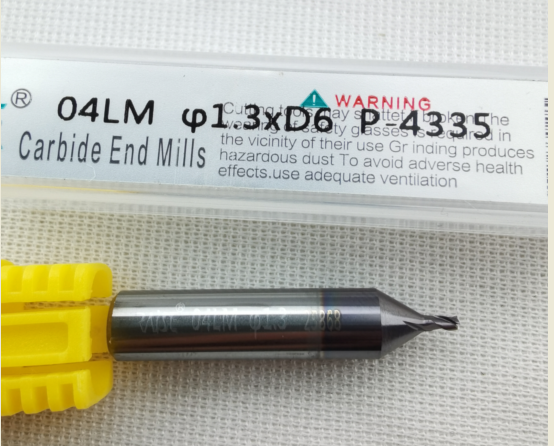 ®
WARNING
04LM φ1.3xD6 P-4335
Carbide End Mills
the vicinity of their use Gr inding produces
hazardous dust To avoid adverse health
effects.use adequate ventilation
04LM φ1.3